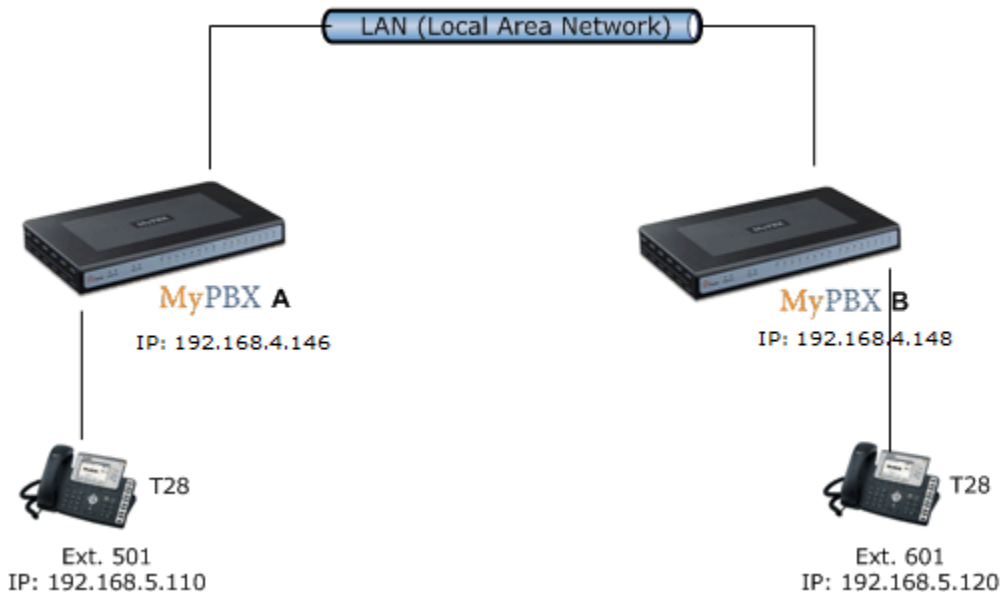 LAN (Local Area Network)
MyPBX A
IP: 192.168.4.146
MyPBX B
IP: 192.168.4.148
T28
Ext. 501
IP: 192.168.5.110
T28
Ext. 601
IP: 192.168.5.120